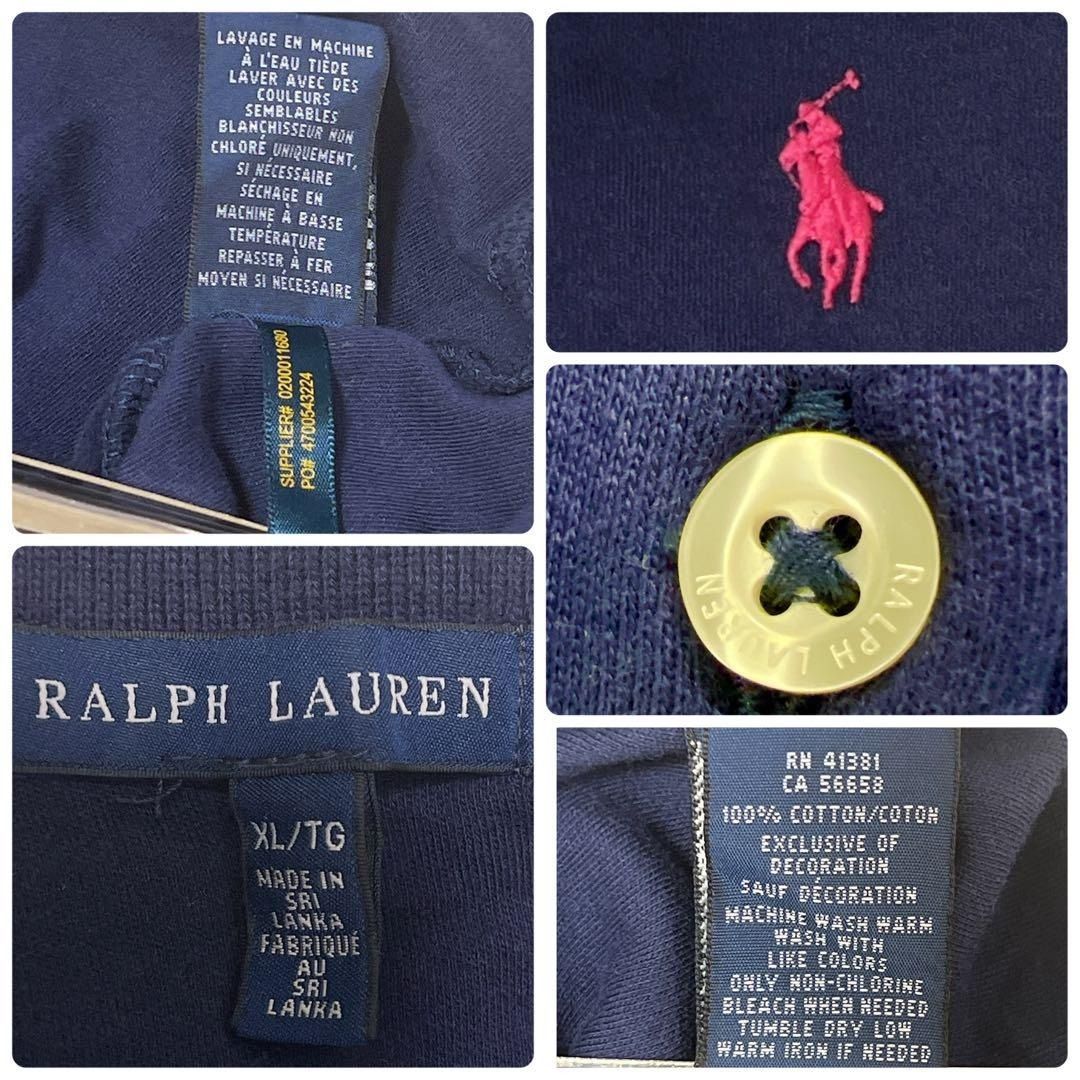 LAVAGE EN MACHINE
À L'EAU TIÈDE
LAVER AVEC DES
COULEURS
SEMBLABLES
BLANCHISSEUR NON
CHLORÉ UNIQUEMENT,
SI NÉCESSAIRE
SÉCHAGE EN
MACHINE À BASSE
TEMPÉRATURE
REPASSER À FER
MOYEN SI NÉCESSAIRE
SUPPLIER# 0200011680
PO# 4700543224
RALPH LAUREN
RALPH LAUREN
XL/TG
MADE IN
SRI
LANKA
FABRIQUÉ
AU
SRI
LANKA
RN 41381
CA 56658
100% COTTON/COTON
EXCLUSIVE OF
DECORATION
SAUF DÉCORATION
MACHINE WASH WARM
WASH WITH
LIKE COLORS
ONLY NON-CHLORINE
BLEACH WHEN NEEDED
TUMBLE DRY LOW
WARM IRON IF NEEDED